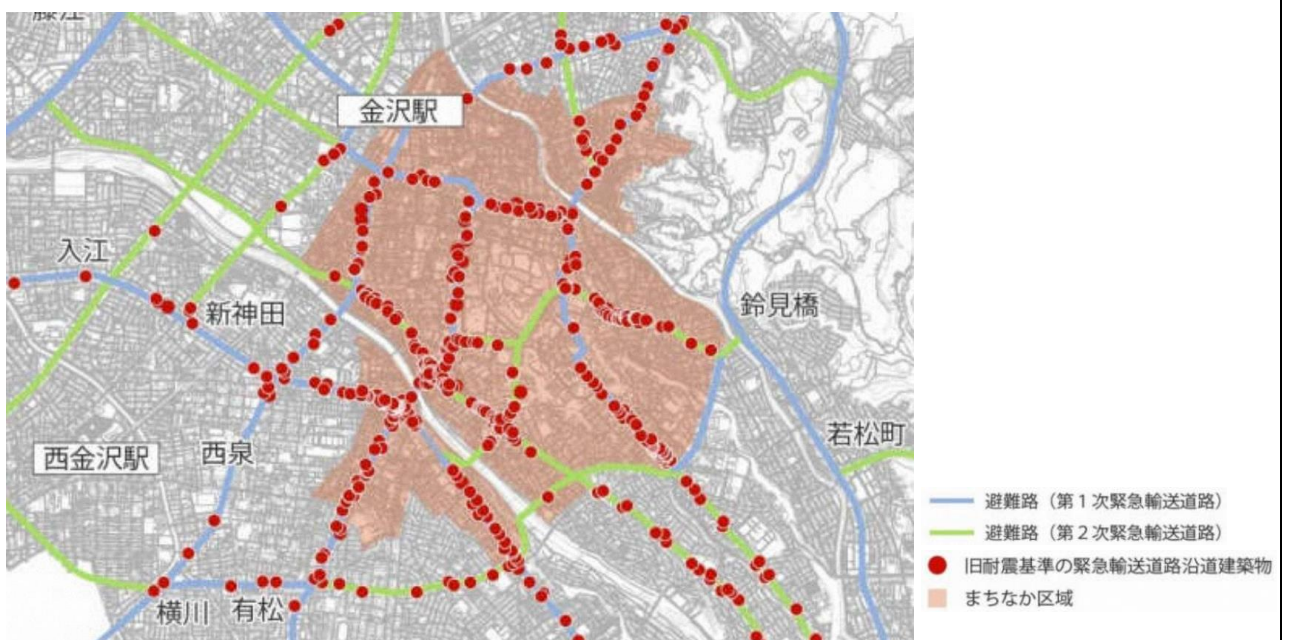 藤江
金沢駅
入江
新神田
鈴見橋
若松町
西金沢駅
西泉
横川
有松
避難路（第１次緊急輸送道路）
避難路（第２次緊急輸送道路）
旧耐震基準の緊急輸送道路沿道建築物
まちなか区域